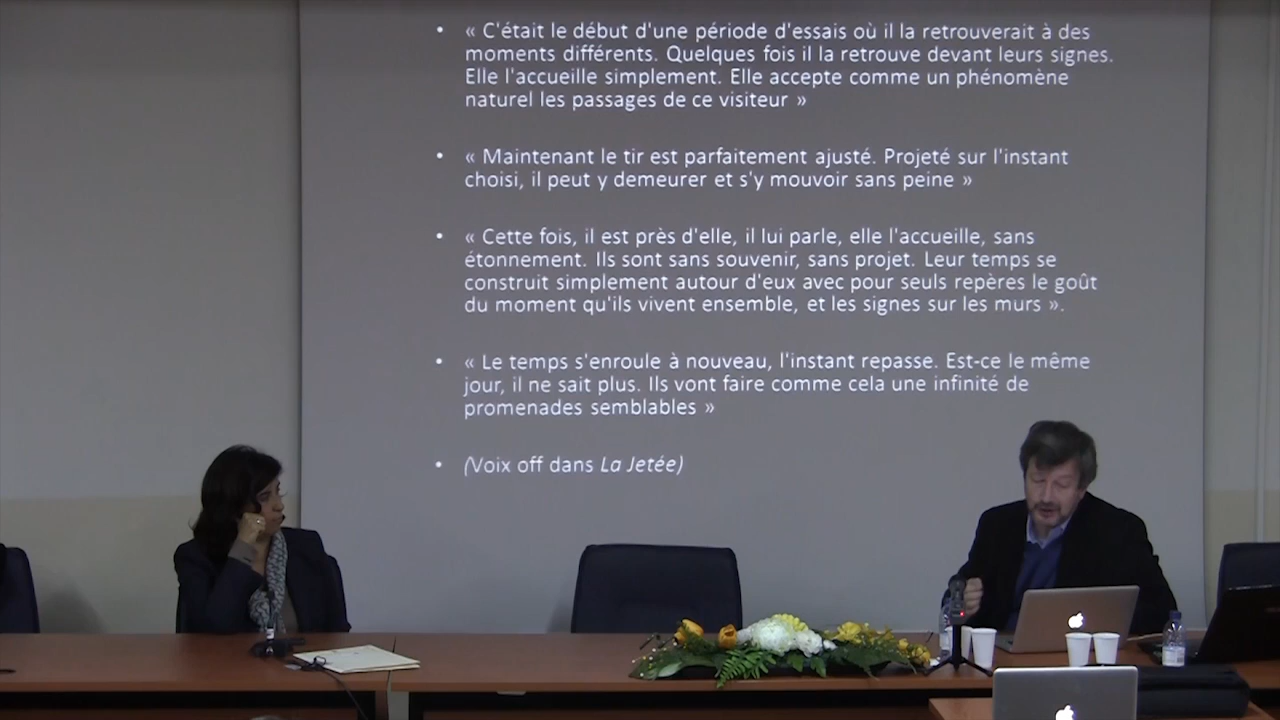 • « C'était le début d'une période d'essais où il la retrouverait à des
moments différents. Quelques fois il la retrouve devant leurs signes.
Elle l'accueille simplement. Elle accepte comme un phénomène
naturel les passages de ce visiteur »
• « Maintenant le tir est parfaitement ajusté. Projeté sur l'instant
choisi, il peut y demeurer et s'y mouvoir sans peine »
• « Cette fois, il est près d'elle, il lui parle, elle l'accueille, sans
étonnement. Ils sont sans souvenir, sans projet. Leur temps se
construit simplement autour d'eux avec pour seuls repères le goût
du moment qu'ils vivent ensemble, et les signes sur les murs ».
• « Le temps s'enroule à nouveau, l'instant repasse. Est-ce le même
jour, il ne sait plus. Ils vont faire comme cela une infinité de
promenades semblables »
• (Voix off dans La Jetée)